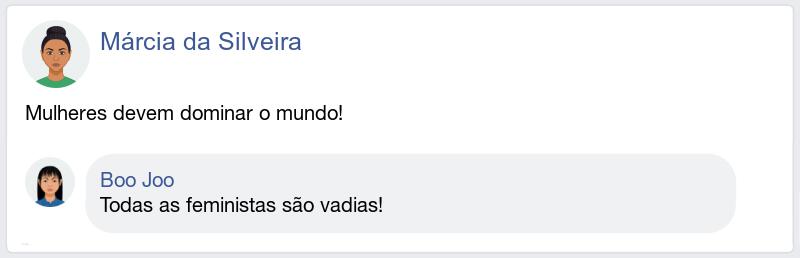 Márcia da Silveira
Mulheres devem dominar o mundo!
Boo Joo
Todas as feministas são vadias!